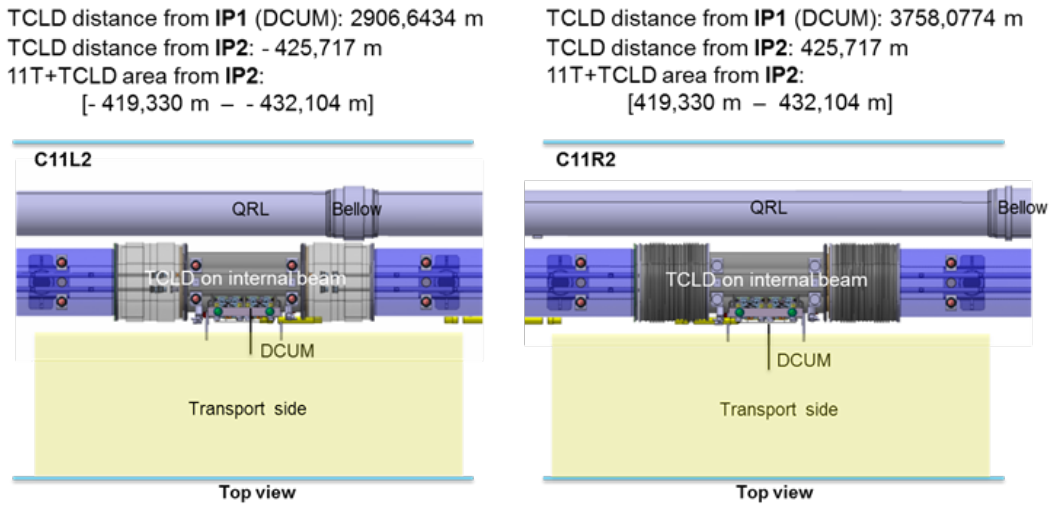 TCLD distance from IP1 (DCUM): 2906,6434 m
TCLD distance from IP2: - 425,717 m
11T+TCLD area from IP2:
[- 419,330 m – - 432,104 m]
C11L2
QRL
Bellow
TCLD on internal beam
DCUM
Transport side
Top view
TCLD distance from IP1 (DCUM): 3758,0774 m
TCLD distance from IP2: 425,717 m
11T+TCLD area from IP2:
[419,330 m – 432,104 m]
C11R2
QRL
Bellow
TCLD on internal beam
DCUM
Transport side
Top view